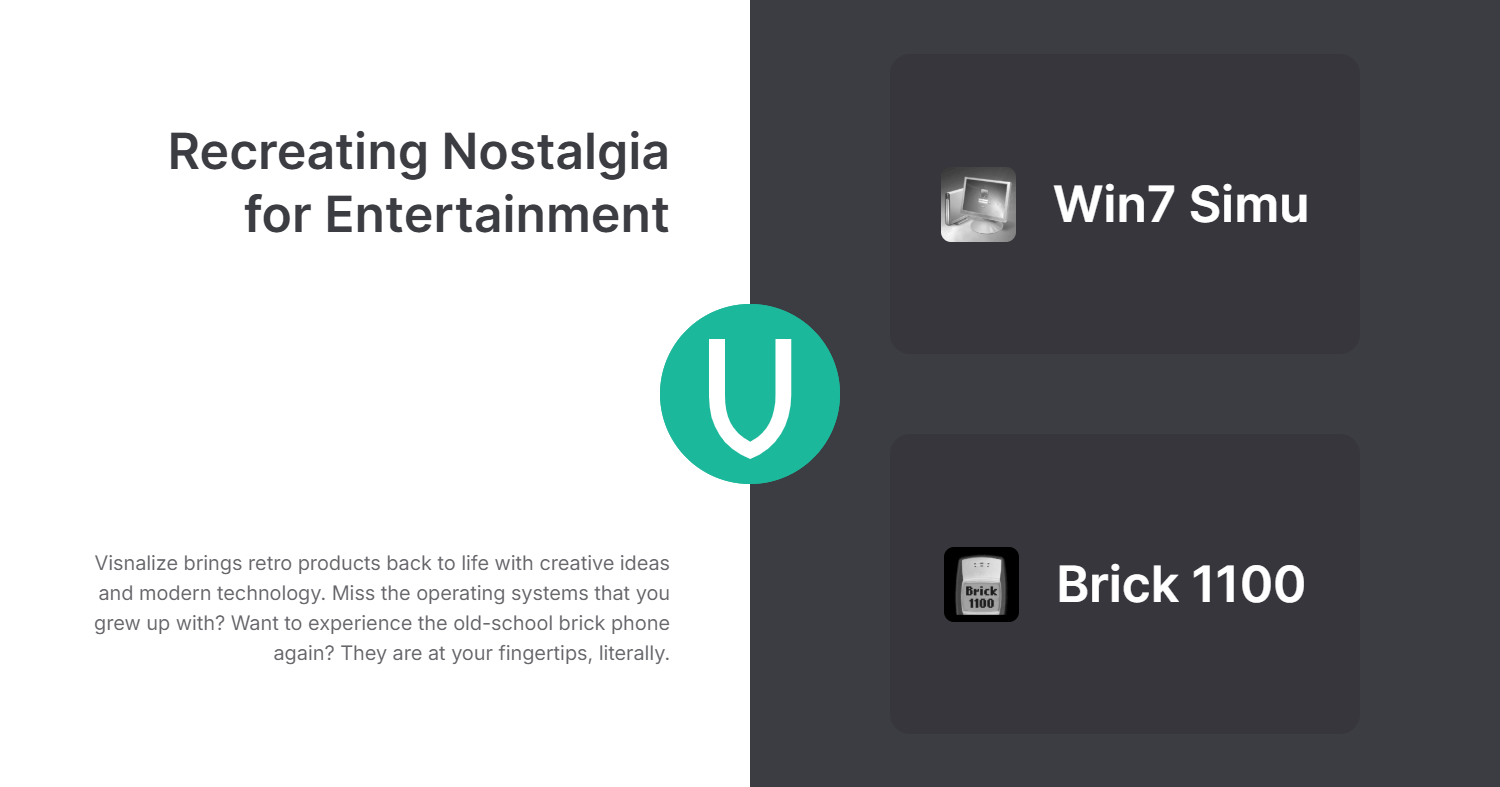 Recreating Nostalgia
for Entertainment
Visnalize brings retro products back to life with creative ideas
and modern technology. Miss the operating systems that you
grew up with? Want to experience the old-school brick phone
again? They are at your fingertips, literally.
Win7 Simu
Brick
1100
Brick 1100